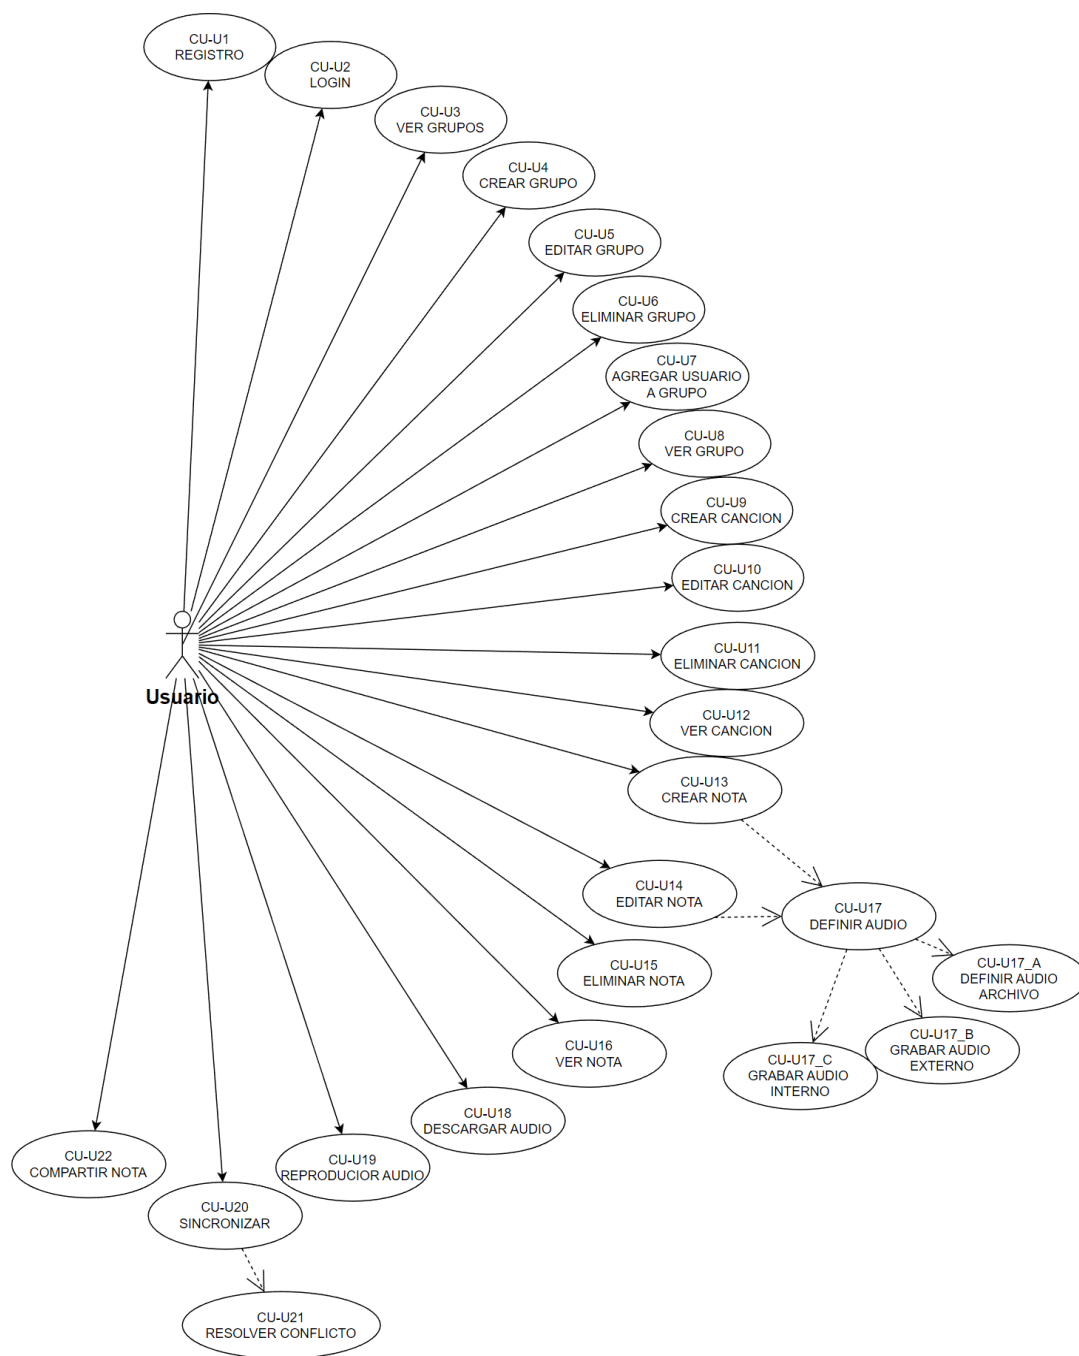 CU-U1
REGISTRO
CU-U2
LOGIN
CU-U3
VER GRUPOS
CU-U4
CREAR GRUPO
CU-U5
EDITAR GRUPO
CU-U6
ELIMINAR GRUPO
CU-U7
AGREGAR USUARIO
A GRUPO
CU-U8
VER GRUPO
CU-U9
CREAR CANCION
CU-U10
EDITAR CANCION
CU-U11
ELIMINAR CANCION
Usuario
CU-U12
VER CANCION
CU-U13
CREAR NOTA
CU-U14
EDITAR NOTA
CU-U17
DEFINIR AUDIO
CU-U15
ELIMINAR NOTA
CU-U17_A
DEFINIR AUDIO
ARCHIVO
CU-U16
VER NOTA
CU-U17_B
GRABAR AUDIO
EXTERNO
CU-U17_C
GRABAR AUDIO
INTERNO
CU-U18
DESCARGAR AUDIO
CU-U19
REPRODUCIOR AUDIO
CU-U22
COMPARTIR NOTA
CU-U20
SINCRONIZAR
CU-U21
RESOLVER CONFLICTO